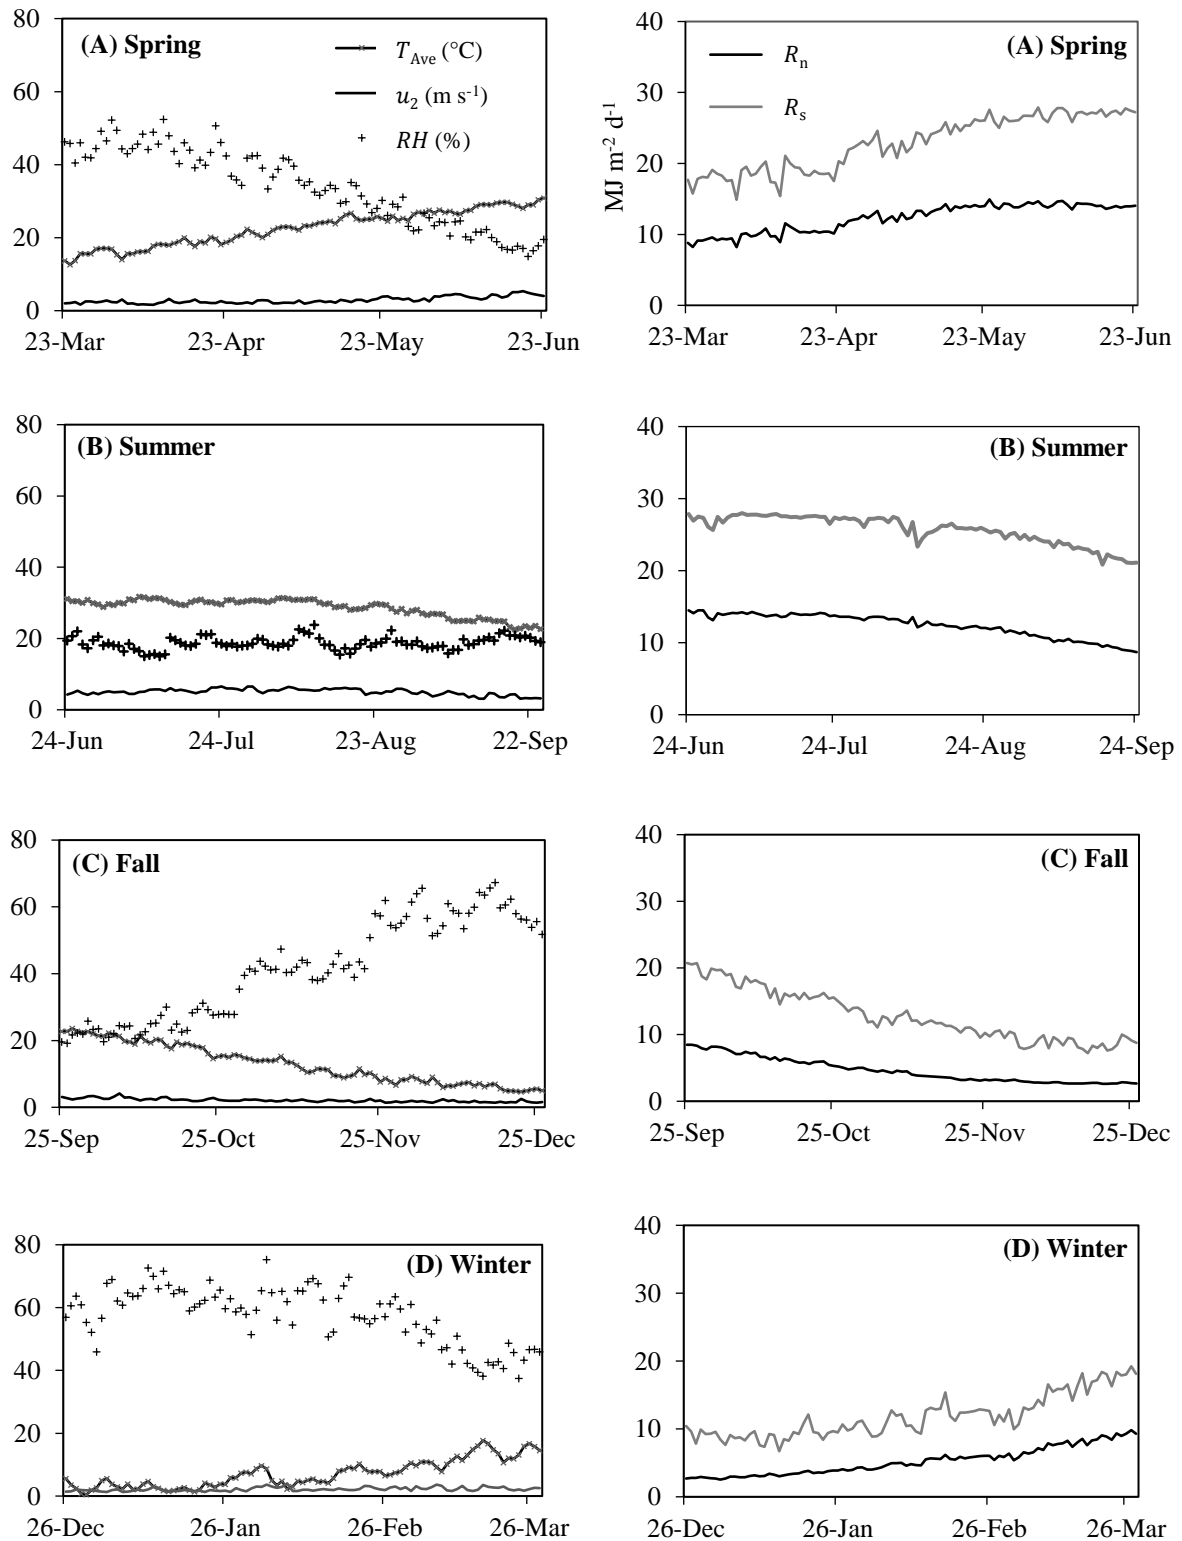 80
60
40
20
0
(A) Spring
T_Ave (°C)
u_2 (m s⁻¹)
RH (%)
23-Mar 23-Apr 23-May 23-Jun
40
30
20
10
0
MJ m⁻² d⁻¹
(A) Spring
R_n
R_s
23-Mar 23-Apr 23-May 23-Jun
80
60
40
20
0
(B) Summer
24-Jun 24-Jul 23-Aug 22-Sep
40
30
20
10
0
(B) Summer
24-Jun 24-Jul 24-Aug 24-Sep
80
60
40
20
0
(C) Fall
25-Sep 25-Oct 25-Nov 25-Dec
40
30
20
10
0
(C) Fall
25-Sep 25-Oct 25-Nov 25-Dec
80
60
40
20
0
(D) Winter
26-Dec 26-Jan 26-Feb 26-Mar
40
30
20
10
0
(D) Winter
26-Dec 26-Jan 26-Feb 26-Mar